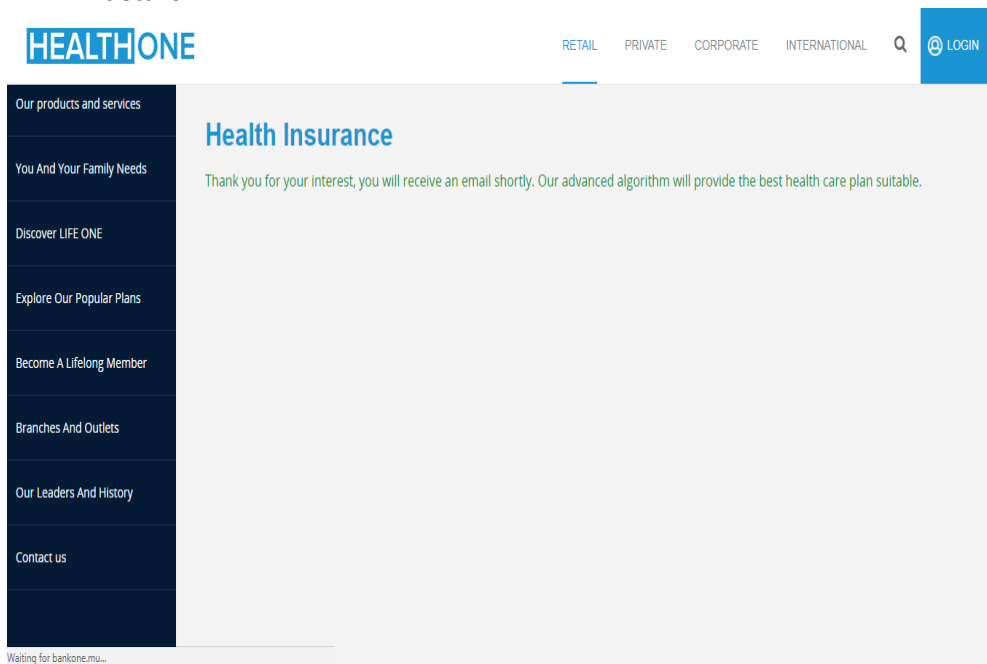 HEALTHONE
RETAIL PRIVATE CORPORATE INTERNATIONAL LOGIN
Our products and services
Health Insurance
You And Your Family Needs
Thank you for your interest, you will receive an email shortly. Our advanced algorithm will provide the best health care plan suitable.
Discover LIFE ONE
Explore Our Popular Plans
Become A Lifelong Member
Branches And Outlets
Our Leaders And History
Contact us
Waiting for bankone.mu...